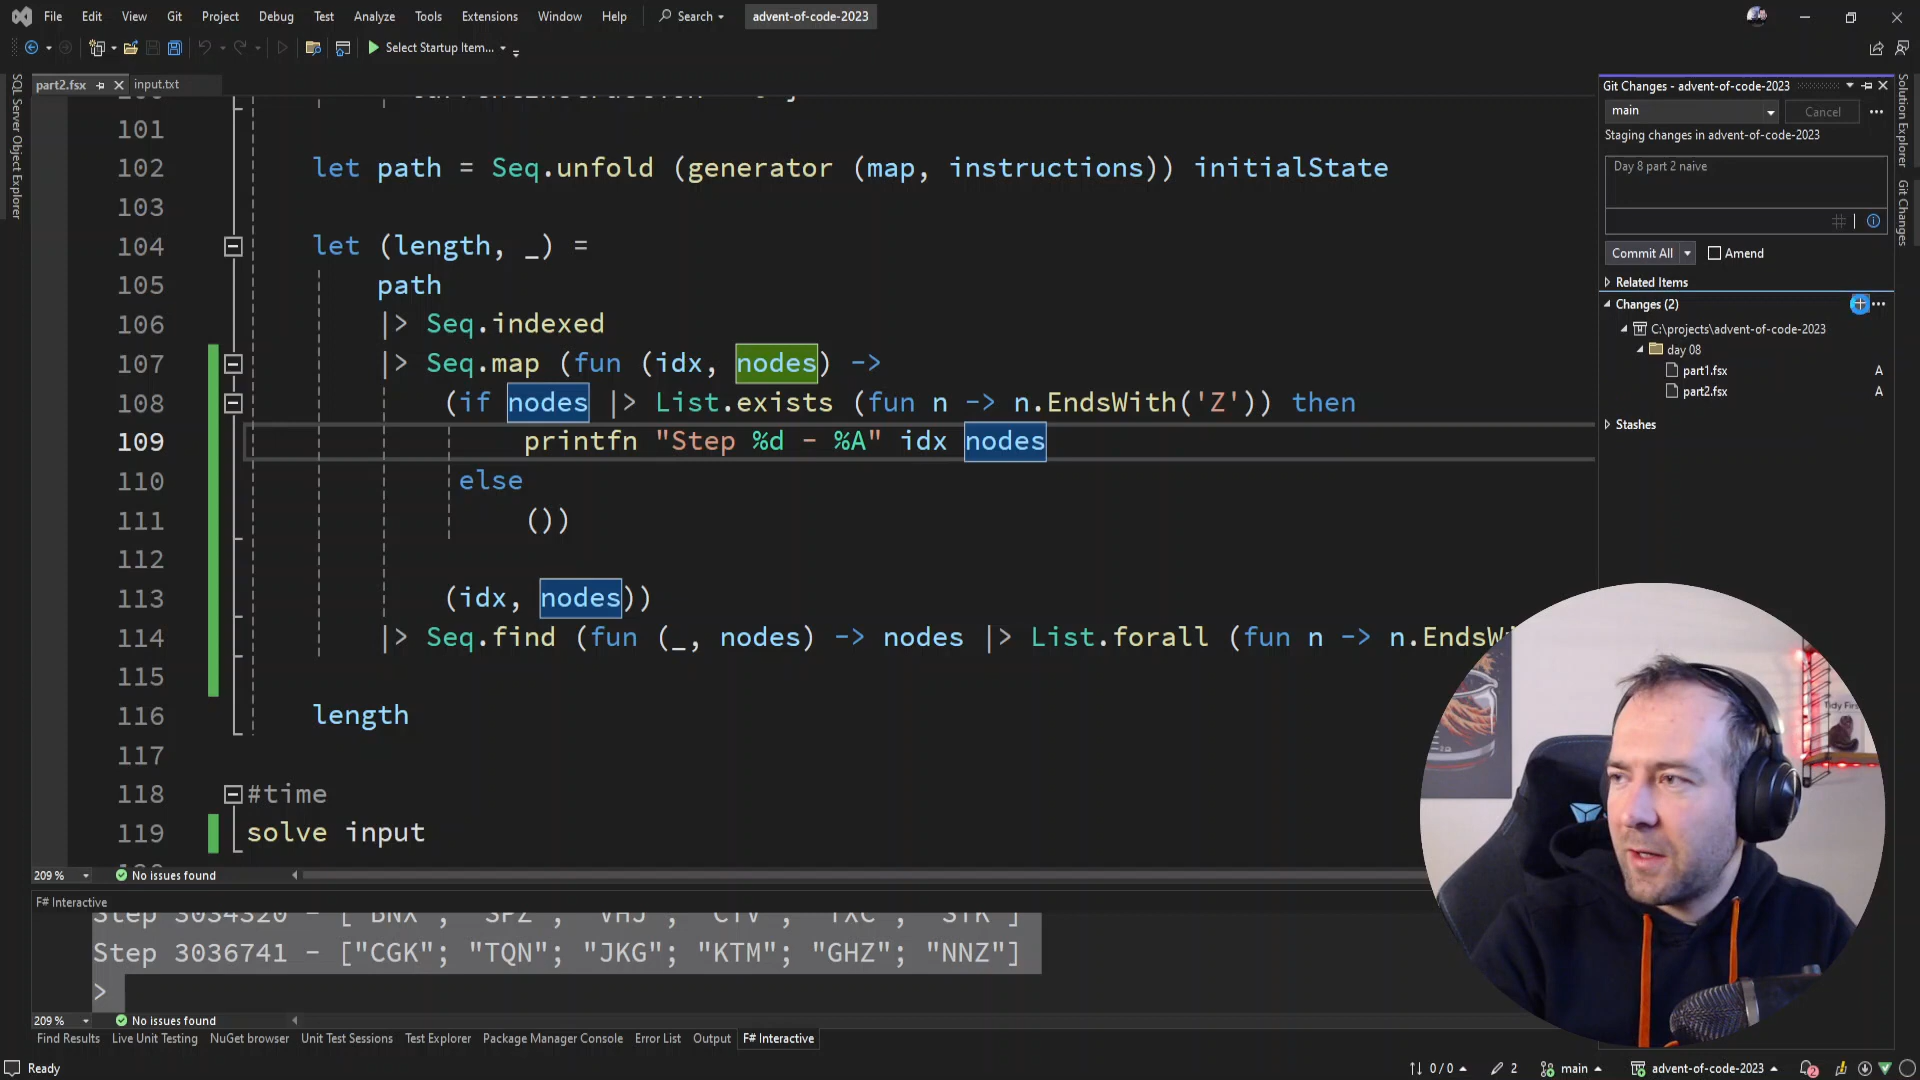 File Edit View Git Project Debug Test Analyze Tools Extensions Window Help Search advent-of-code-2023
Select Startup Item...
part2.fsx input.txt
SQL Server Object Explorer
101
102 let path = Seq.unfold (generator (map, instructions)) initialState
103
104 let (length, _) =
105 path
106 |> Seq.indexed
107 |> Seq.map (fun (idx, nodes) ->
108 (if nodes |> List.exists (fun n -> n.EndsWith('Z')) then
109 printfn "Step %d - %A" idx nodes
110 else
111 ())
112
113 (idx, nodes))
114 |> Seq.find (fun (_, nodes) -> nodes |> List.forall (fun n -> n.EndsWi
115
116 length
117
118 #time
119 solve input
209 % No issues found
F# Interactive
Step 3034320 - ["BNX"; "SPZ"; "VHJ"; "CTV"; "TXC"; "STK"]
Step 3036741 - ["CGK"; "TQN"; "JKG"; "KTM"; "GHZ"; "NNZ"]
>
209 % No issues found
Find Results Live Unit Testing NuGet browser Unit Test Sessions Test Explorer Package Manager Console Error List Output F# Interactive
Ready 0 / 0 2 main advent-of-code-2023 2
Git Changes - advent-of-code-2023
main Cancel
Staging changes in advent-of-code-2023
Day 8 part 2 naive
Commit All Amend
Related Items
Changes (2)
C:\projects\advent-of-code-2023
day 08
part1.fsx A
part2.fsx A
Stashes
Solution Explorer
Git Changes
Tidy Firs